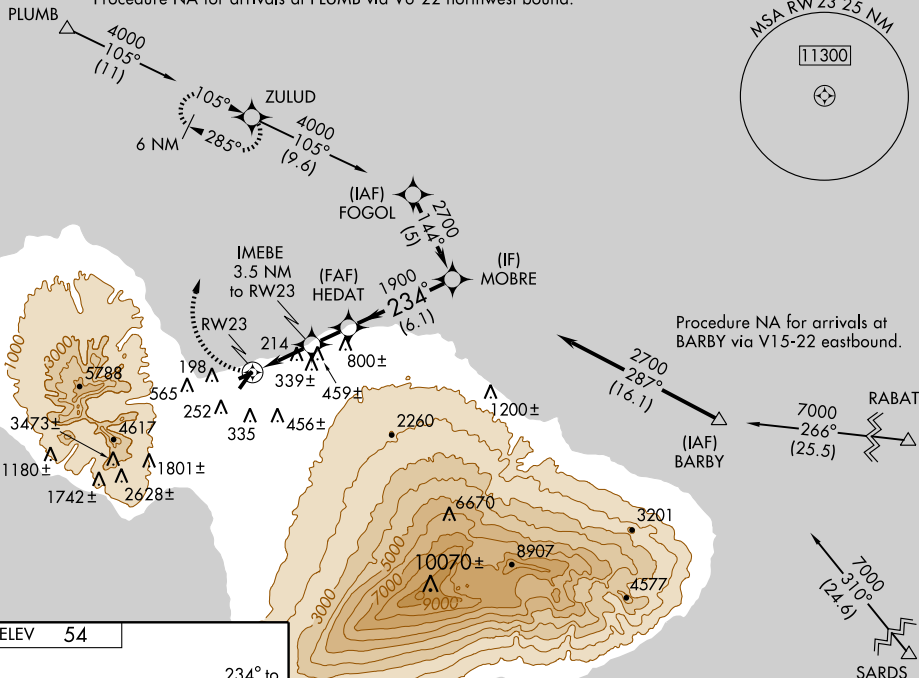 Procedure NA for arrivals at PLUMB via V6-22 northwest bound.
PLUMB
4000
105°
(11)
MSA RW23 25 NM
11300
105°
ZULUD
285°
6 NM
4000
105°
(9.6)
(IAF)
FOGOL
2700
144°
(5)
(IF)
MOBRE
IMEBE
3.5 NM
to RW23
(FAF)
HEDAT
1900
234°
(6.1)
RW23
214
800±
339±
459±
198
565
252
335
456±
1200±
Procedure NA for arrivals at
BARBY via V15-22 eastbound.
2700
287°
(16.1)
(IAF)
BARBY
7000
266°
(25.5)
RABAT
1000
3000
5788
3473±
4617
1180±
1801±
1742±
2628±
2260
6670
3201
8907
10070±
4577
5000
7000
9000
3000
7000
310°
(24.6)
SARDS
ELEV 54
234° to